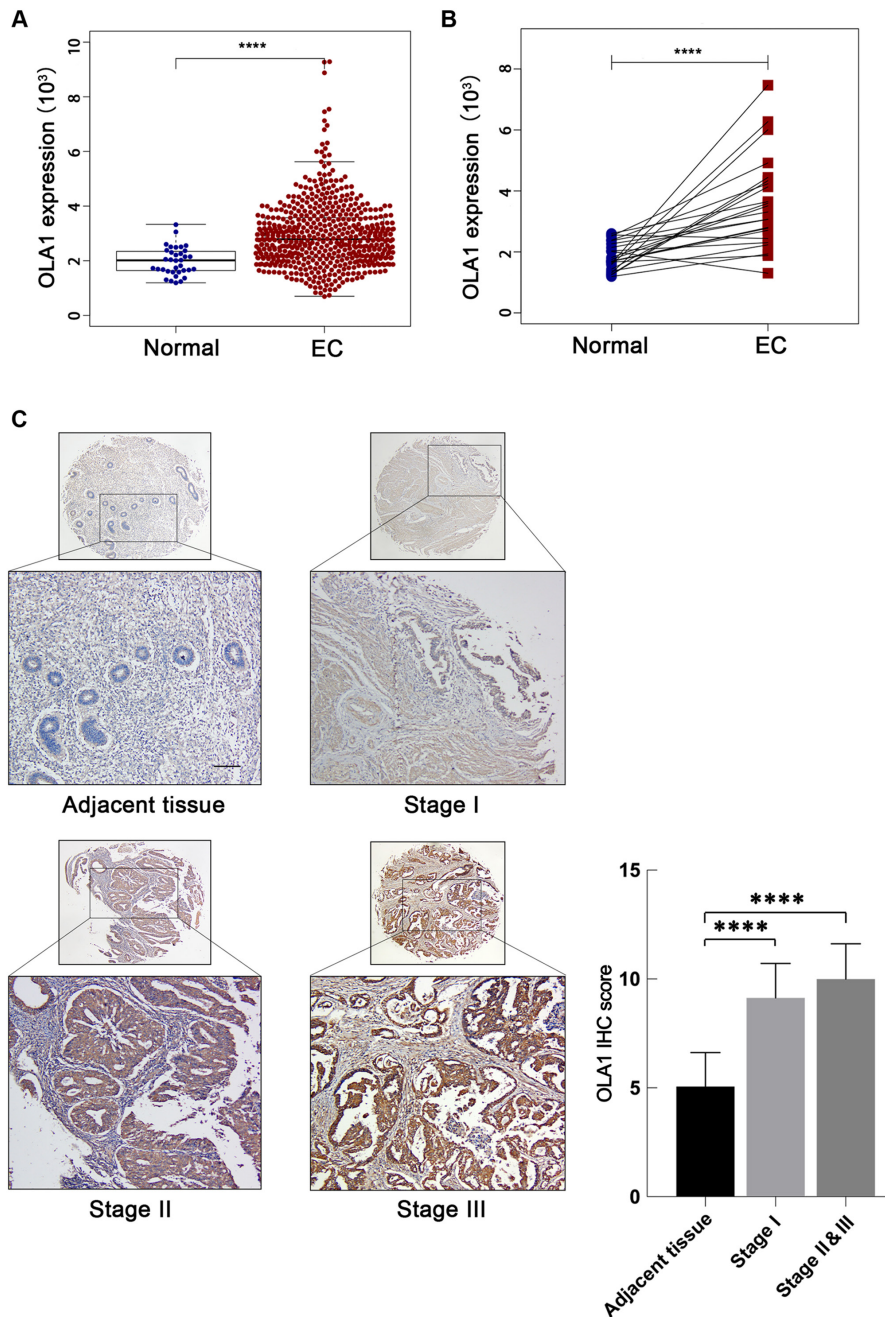 A
OLA1 expression (10³)
0
2
4
6
8
10
****
Normal
EC
B
OLA1 expression (10³)
0
2
4
6
8
****
Normal
EC
C
Adjacent tissue
Stage I
Stage II
Stage III
OLA1 IHC score
15
10
5
0
****
****
Adjacent tissue
Stage I
Stage II & III